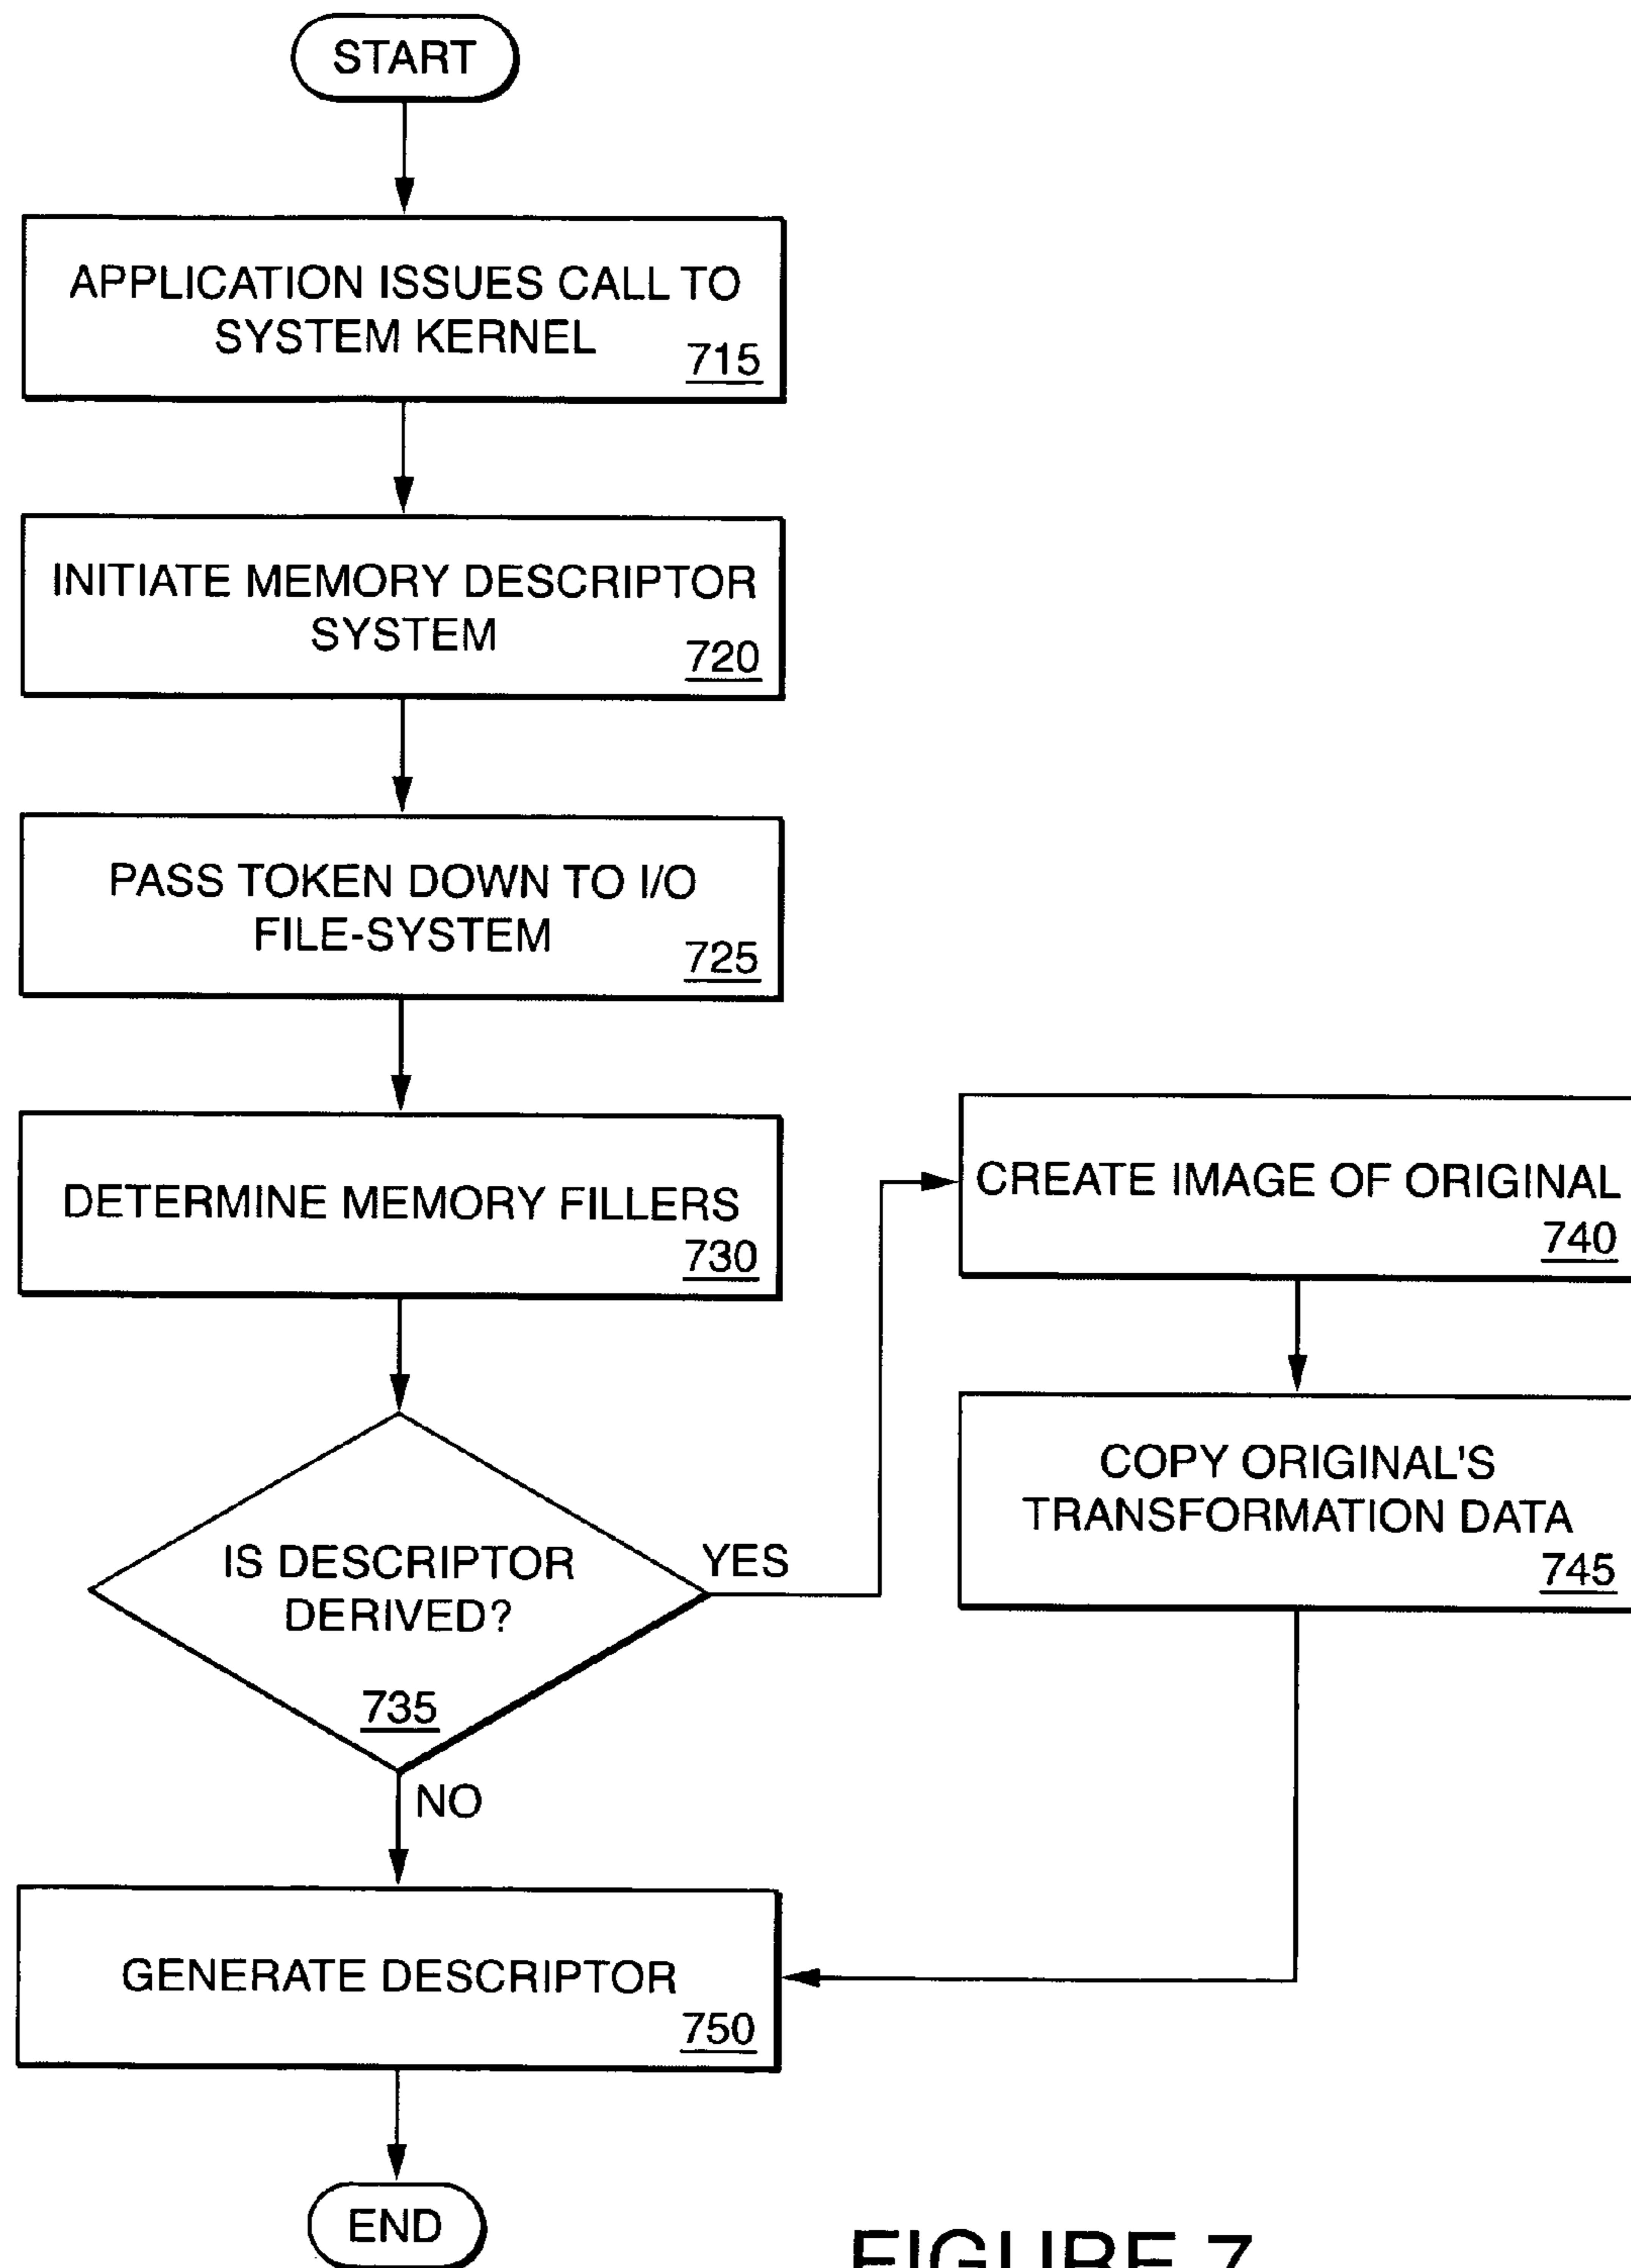 START
APPLICATION ISSUES CALL TO
SYSTEM KERNEL
715
INITIATE MEMORY DESCRIPTOR
SYSTEM
720
PASS TOKEN DOWN TO I/O
FILE-SYSTEM
725
DETERMINE MEMORY FILLERS
730
IS DESCRIPTOR
DERIVED?
735
YES
NO
CREATE IMAGE OF ORIGINAL
740
COPY ORIGINAL'S
TRANSFORMATION DATA
745
GENERATE DESCRIPTOR
750
END
FIGURE 7